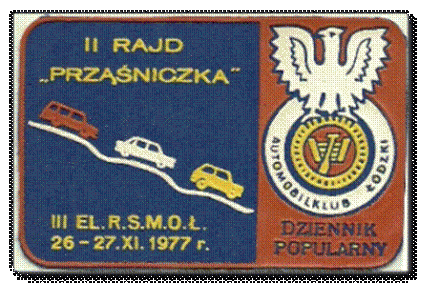 II RAJD
„PRZĄŚNICZKA"
III EL. R.S.M.O.Ł.
26 - 27. XI. 1977 r.
AUTOMOBILKLUB ŁÓDZKI
DZIENNIK
POPULARNY